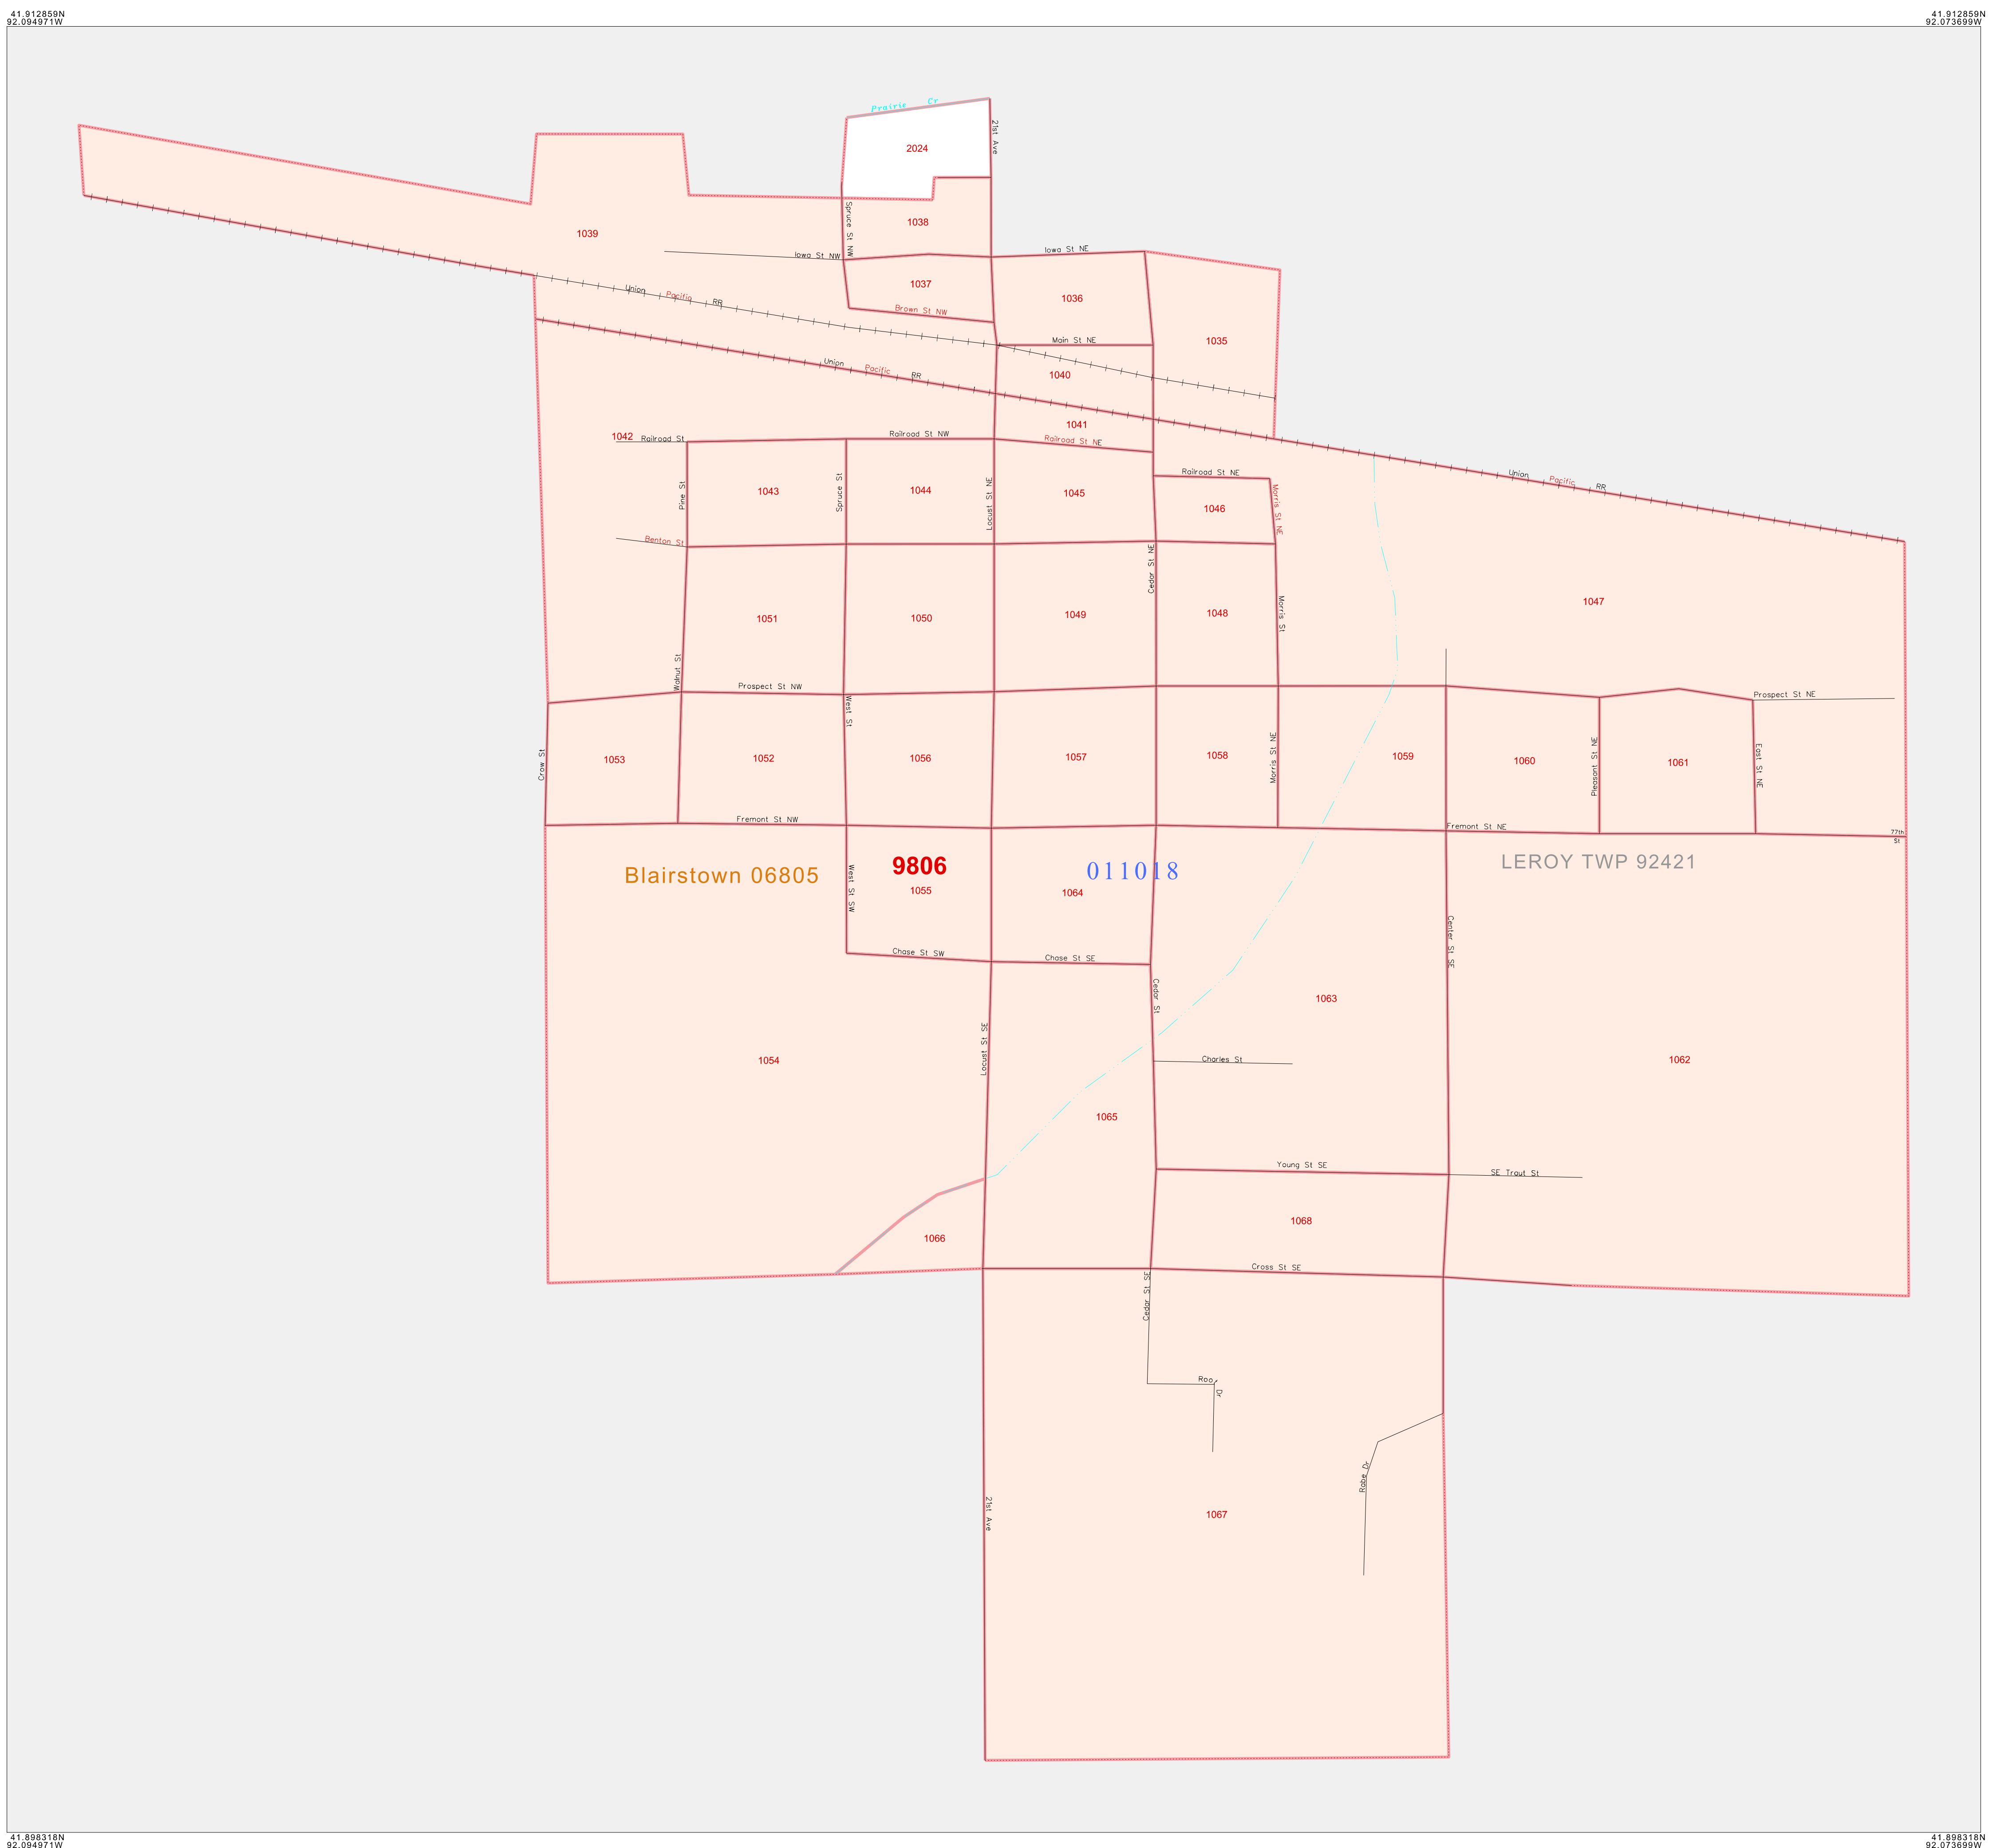 41.912859N
92.094971W
41.912859N
92.073699W
Prairie Cr
21st Ave
2024
Spruce St NW
1038
1039
Iowa St NW
Iowa St NE
1037
1036
Union Pacific RR
Brown St NW
Main St NE
1035
1040
Union Pacific RR
1041
1042
Railroad St
Railroad St NW
Railroad St NE
Railroad St NE
Union Pacific RR
Pine St
1043
Spruce St
1044
Locust St NE
1045
1046
Morris St NE
Benton St
Cedar St NE
1051
1050
1049
1048
Morris St
1047
Walnut St
Prospect St NW
West St
Prospect St NE
Crow St
1053
1052
1056
1057
1058
Morris St NE
1059
1060
Pleasant St NE
1061
East St NE
Fremont St NW
Fremont St NE
77th
St
Blairstown 06805
9806
011018
LEROY TWP 92421
West St SW
1055
1064
Center St SE
Chase St SW
Chase St SE
Cedar St
1063
Locust St SE
1054
Charles St
1062
1065
Young St SE
SE Trout St
1068
1066
Cross St SE
Cedar St SE
Roo
Dr
Rabe Dr
21st Ave
1067
41.898318N
92.094971W
41.898318N
92.073699W